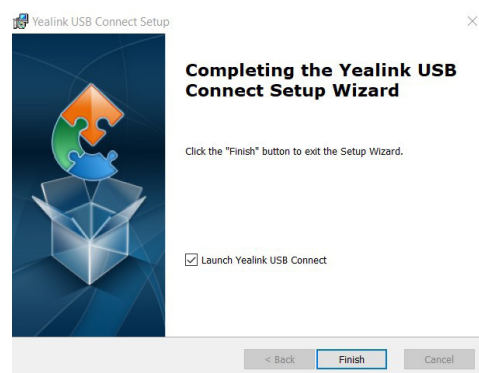 Yealink USB Connect Setup
Completing the Yealink USB
Connect Setup Wizard
Click the "Finish" button to exit the Setup Wizard.
Launch Yealink USB Connect
< Back
Finish
Cancel